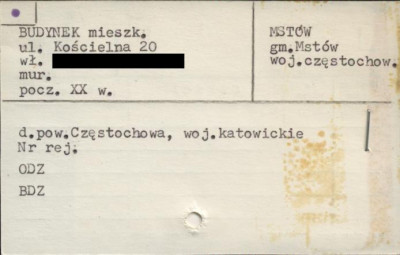 BUDYNEK mieszk.
ul. Kościelna 20
wł.
mur.
pocz. XX w.
MSTÓW
gm.Mstów
woj.częstochow.
d.pow.Częstochowa, woj.katowickie
Nr rej.
ODZ
BDZ